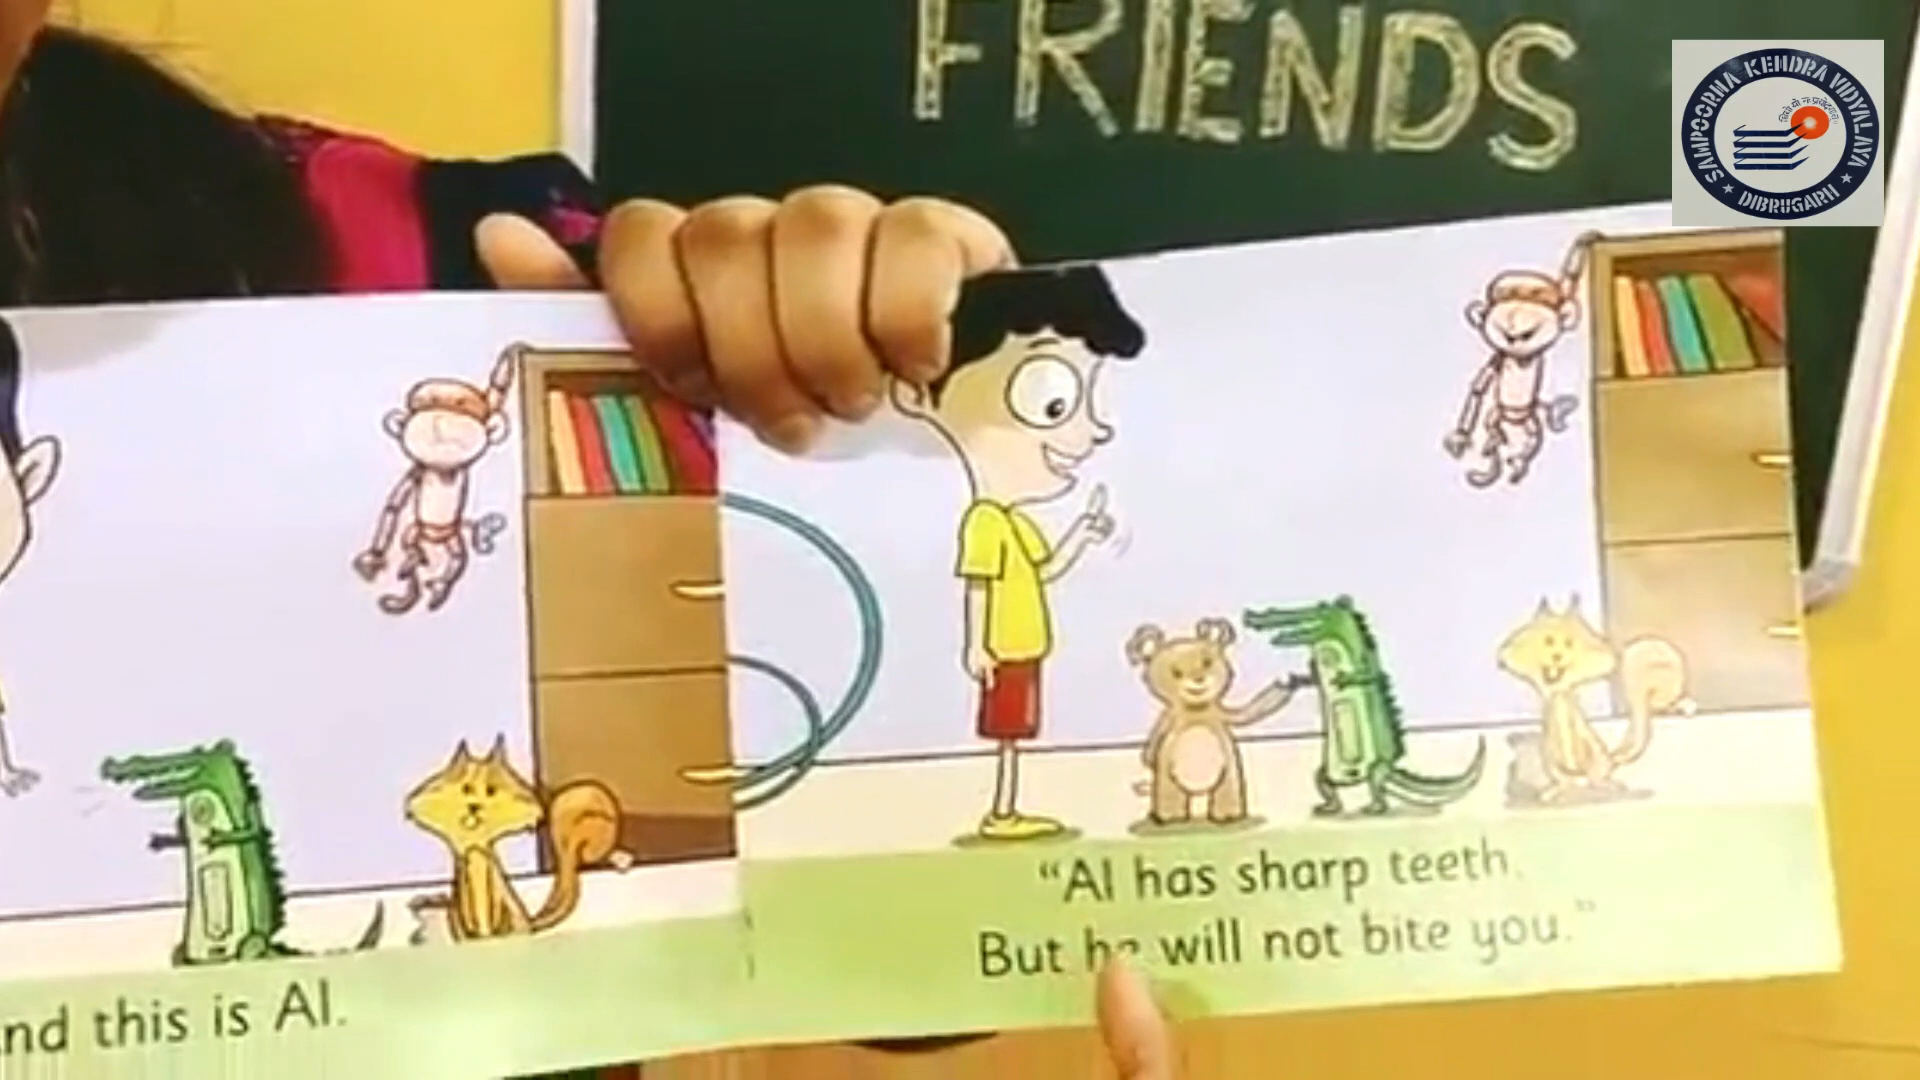 FRIENDS
SAMPOORNA KENDRA VIDYALAYA
★ DIBRUGARH ★
nd this is Al.
“Al has sharp teeth.
But he will not bite you.”